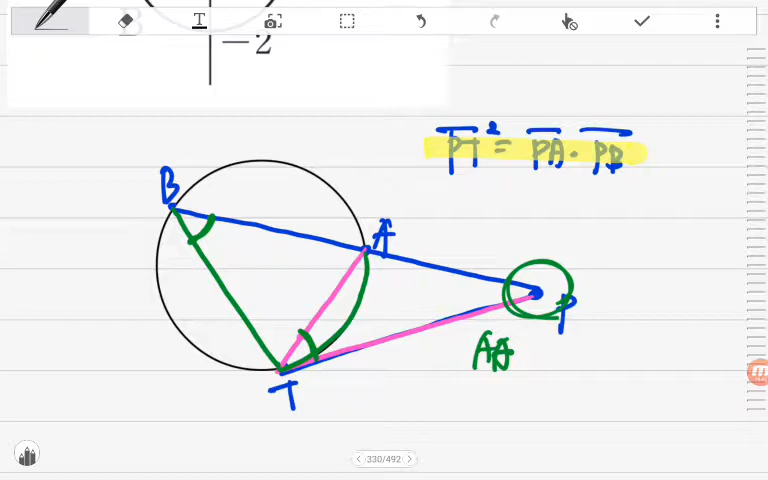 T
-2
PT² = PA · PB
B
A
P
AA
T
330/492